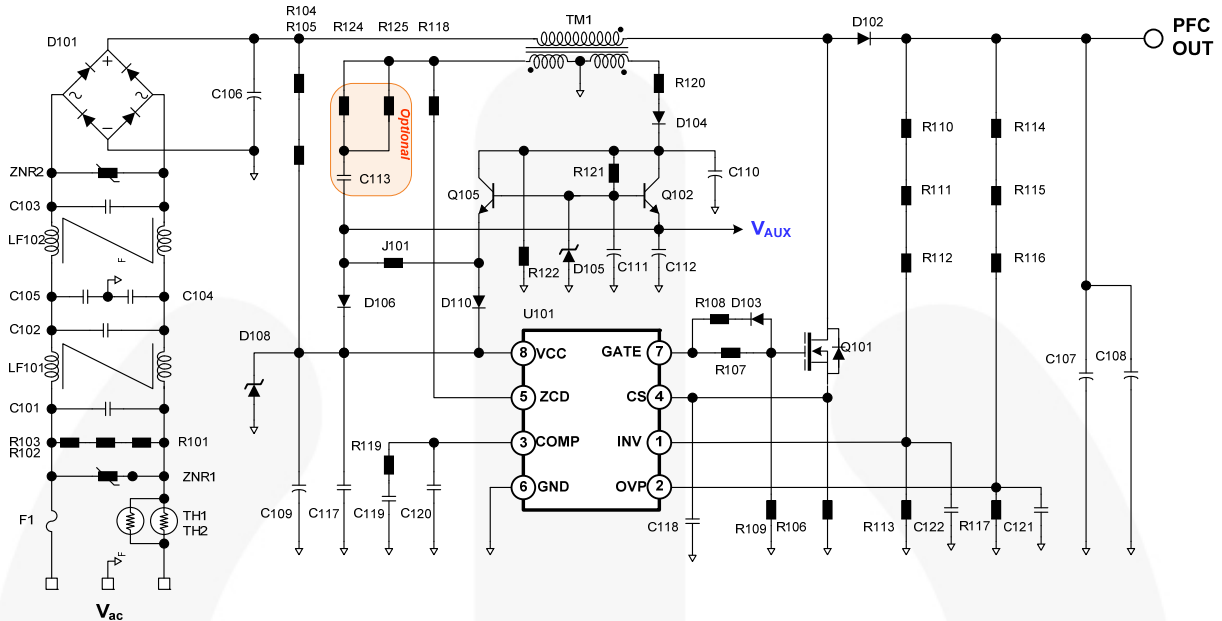 R104 R124 R125 R118 TM1 D102
R105
PFC
OUT
D101
C106
R120
Optional
D104
R110 R114
ZNR2
C113
R121
C110
Q105 Q102
R111 R115
C103
LF102
VAUX
J101
R122 D105 C111 C112
R112 R116
F
C105 C104
D106 D110
R108 D103
C102
U101
D108
8 VCC GATE 7
R107
Q101
LF101
C107 C108
5 ZCD CS 4
C101
R103 R101
R102
R119
3 COMP INV 1
ZNR1
6 GND OVP 2
F1
TH1
TH2
C109 C117 C119 C120
C118 R109 R106 R113 C122 R117 C121
F
Vac